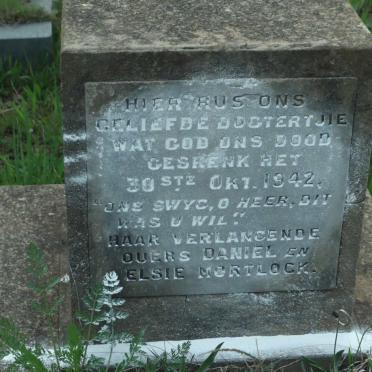 HIER RUS ONS
GELIEFDE DOGTERTJIE
WAT GOD ONS DOOD
GESKENK HET
30STE OKT. 1942.
"ONS SWYG, O HEER, DIT
WAS U WIL".
HAAR VERLANGENDE
OUERS DANIEL EN
ELSIE MORTLOCK.